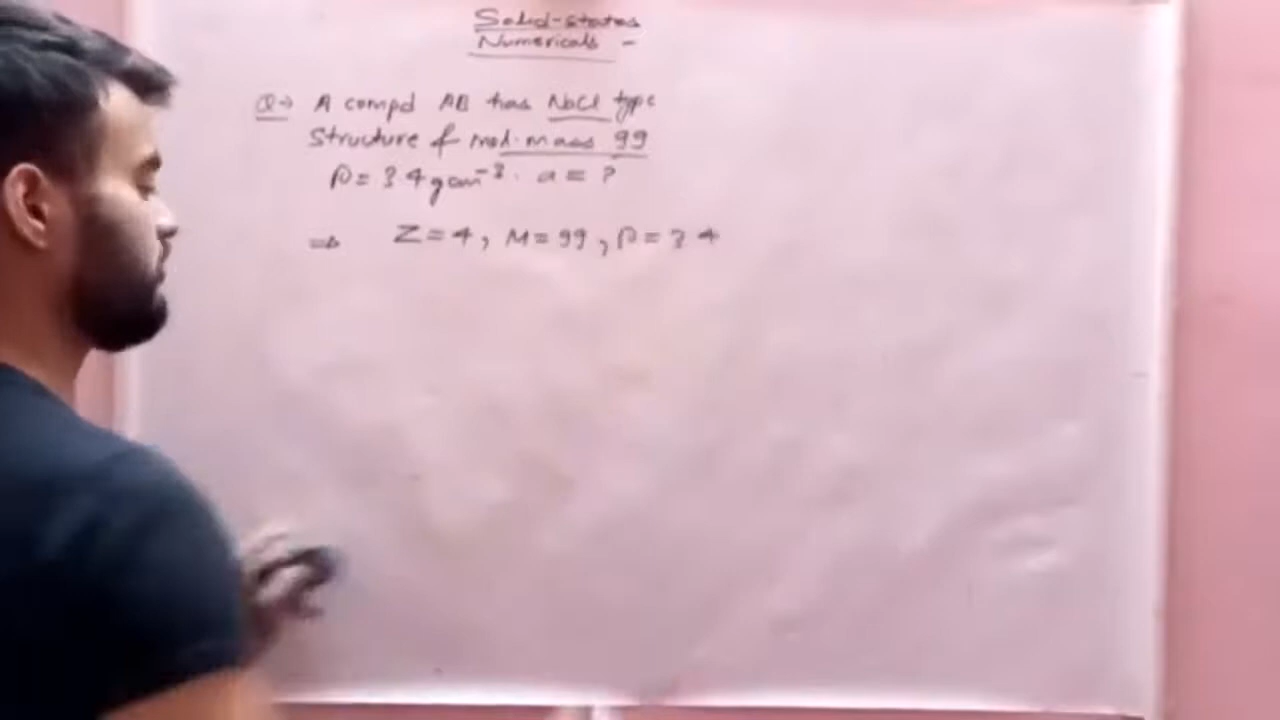 Solid-states
Numericals -
Q→ A compd AB has NaCl type
Structure & mol. mass 99
ρ = 3.4 g cm⁻³. a = ?
⇒ Z = 4, M = 99, ρ = 3.4